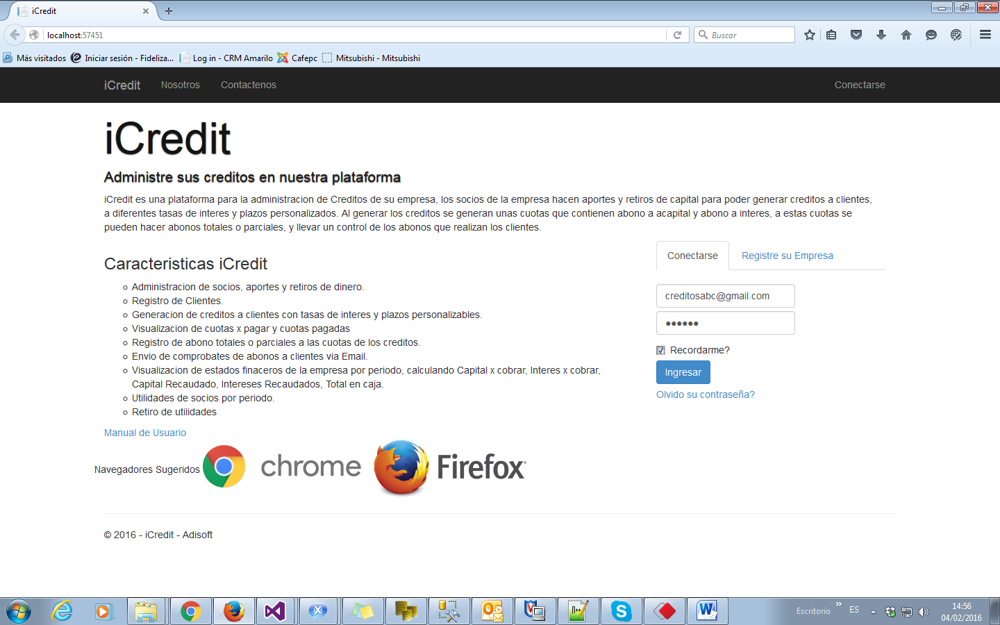 iCredit
localhost:57451
Buscar
Más visitados
Iniciar sesión - Fideliza...
Log in - CRM Amarilo
Cafepc
Mitsubishi - Mitsubishi
iCredit
Nosotros
Contactenos
Conectarse
iCredit
Administre sus creditos en nuestra plataforma
iCredit es una plataforma para la administracion de Creditos de su empresa, los socios de la empresa hacen aportes y retiros de capital para poder generar creditos a clientes,
a diferentes tasas de interes y plazos personalizados. Al generar los creditos se generan unas cuotas que contienen abono a acapital y abono a interes, a estas cuotas se
pueden hacer abonos totales o parciales, y llevar un control de los abonos que realizan los clientes.
Caracteristicas iCredit
Administracion de socios, aportes y retiros de dinero.
Registro de Clientes.
Generacion de creditos a clientes con tasas de interes y plazos personalizables.
Visualizacion de cuotas x pagar y cuotas pagadas
Registro de abono totales o parciales a las cuotas de los creditos.
Envio de comprobates de abonos a clientes via Email.
Visualizacion de estados finaceros de la empresa por periodo, calculando Capital x cobrar, Interes x cobrar,
Capital Recaudado, Intereses Recaudados, Total en caja.
Utilidades de socios por periodo.
Retiro de utilidades
Manual de Usuario
Conectarse
Registre su Empresa
creditosabc@gmail.com
••••••
Recordarme?
Ingresar
Olvido su contraseña?
Navegadores Sugeridos
chrome
Firefox
© 2016 - iCredit - Adisoft
Escritorio
ES
14:56
04/02/2016